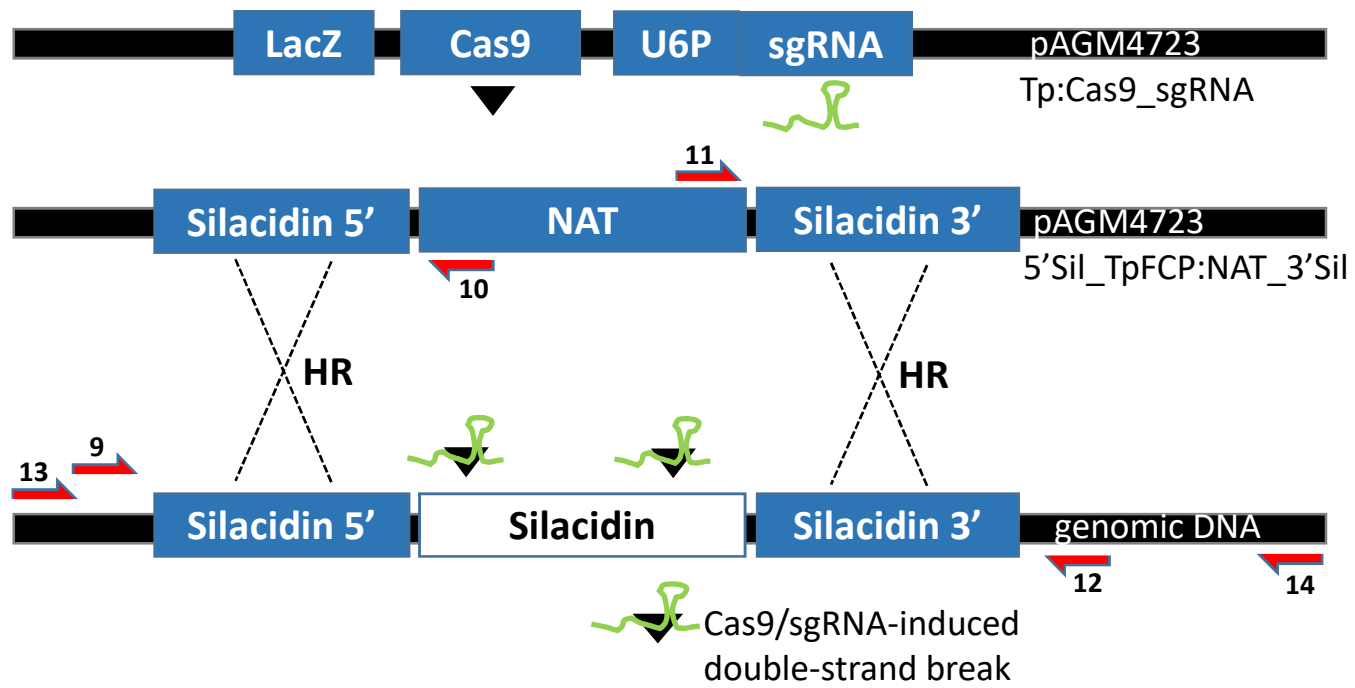 LacZ Cas9 U6P sgRNA pAGM4723
Tp:Cas9_sgRNA
11
Silacidin 5’ NAT Silacidin 3’ pAGM4723
5’Sil_TpFCP:NAT_3’Sil
10
HR HR
9
13
Silacidin 5’ Silacidin Silacidin 3’ genomic DNA
12 14
Cas9/sgRNA-induced
double-strand break